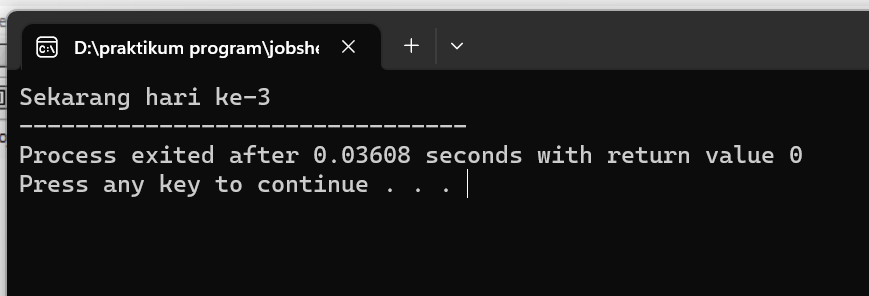 D:\praktikum program\jobshe
Sekarang hari ke-3
--------------------------------
Process exited after 0.03608 seconds with return value 0
Press any key to continue . . .